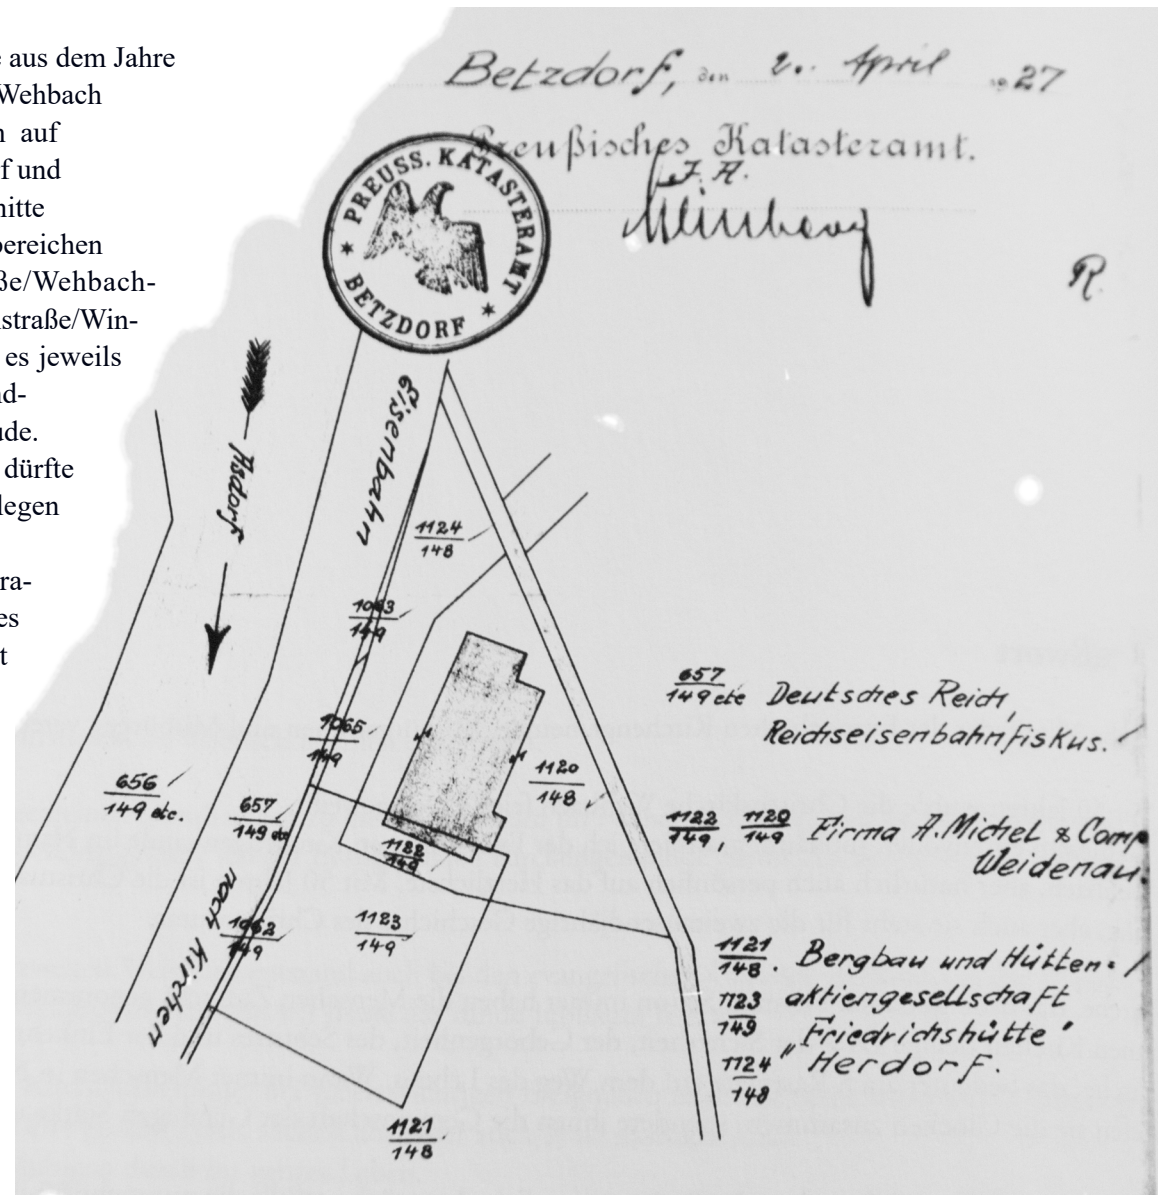 aus dem Jahre
Wehbach
auf
f und
nitte
bereichen
ße/Wehbach-
straße/Win-
es jeweils
nd-
ude.
dürfte
legen
ra-
es
t
Betzdorf, den 2. April 1927
Preußisches Katasteramt.
J. A.
R.
PREUSS. KATASTERAMT
BETZDORF
Eisenbahn
Asdorf
1124
148
1063
149
1065
149
656
149 etc.
657
149 etc
1120
148
1122
149
1123
149
1062
149
nach Kirchen
1121
148
657
149 etc Deutsches Reich,
Reichseisenbahnfiskus.
1122
149, 1120
149 Firma A. Michel & Comp
Weidenau
1121
148. Bergbau und Hütten-
1123
149 aktiengesellschaft
"Friedrichshütte"
1124
148 Herdorf.